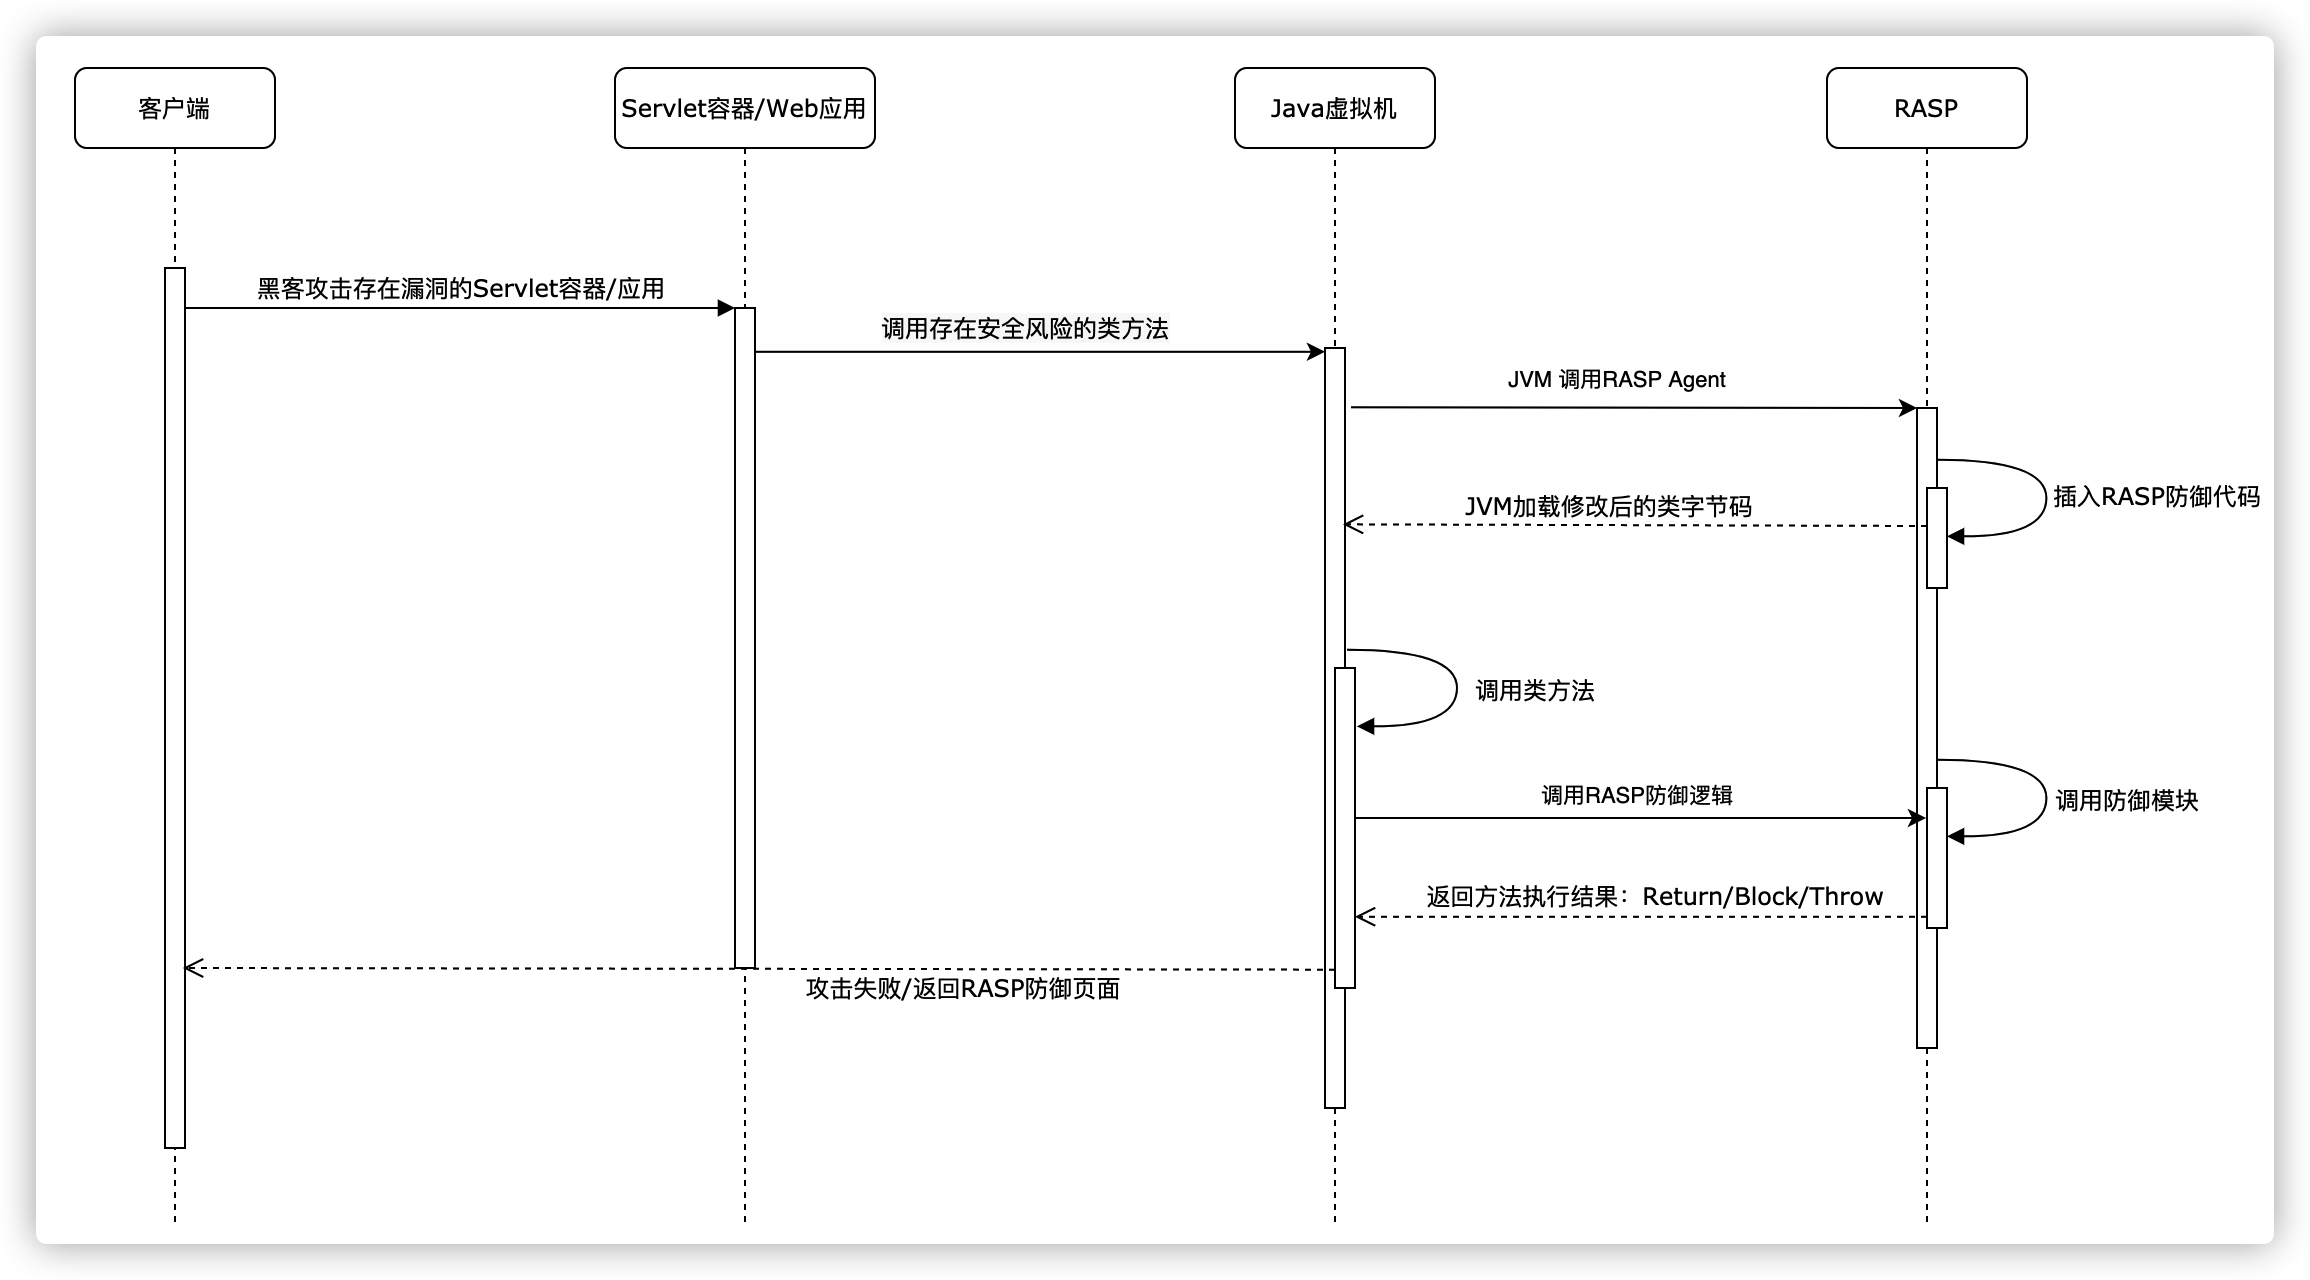 客户端
Servlet容器/Web应用
Java虚拟机
RASP
黑客攻击存在漏洞的Servlet容器/应用
调用存在安全风险的类方法
JVM 调用RASP Agent
插入RASP防御代码
JVM加载修改后的类字节码
调用类方法
调用RASP防御逻辑
调用防御模块
返回方法执行结果：Return/Block/Throw
攻击失败/返回RASP防御页面